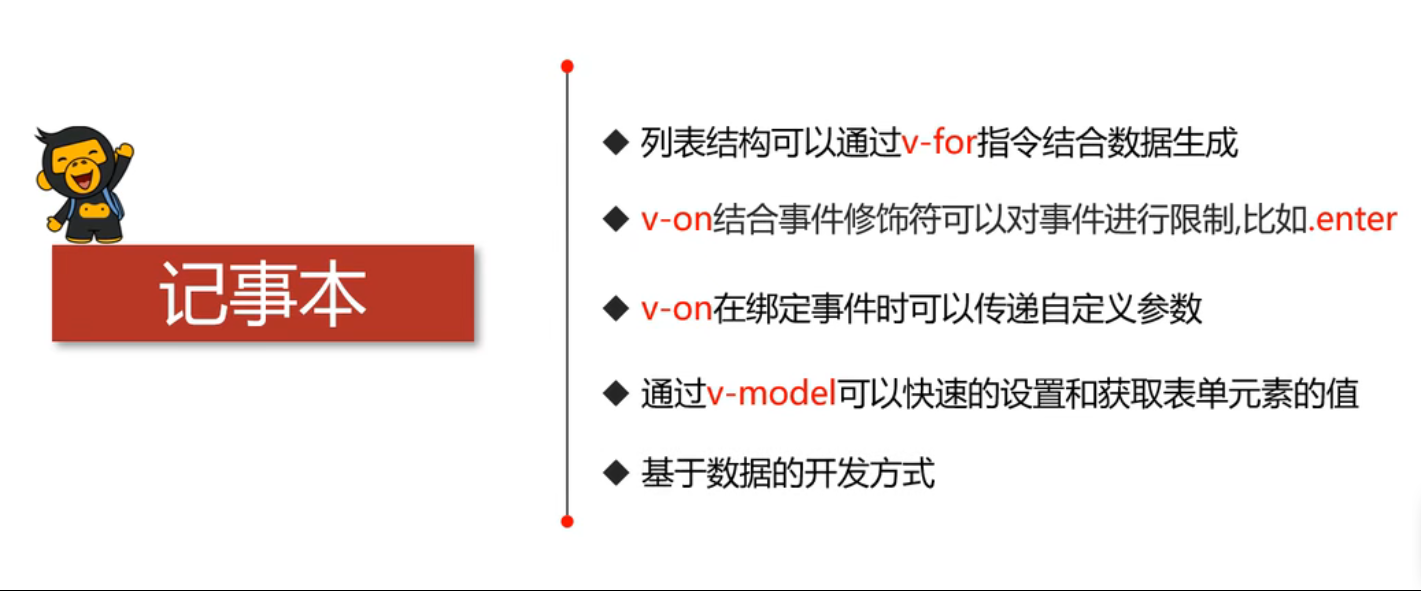 记事本
列表结构可以通过v-for指令结合数据生成
v-on结合事件修饰符可以对事件进行限制,比如.enter
v-on在绑定事件时可以传递自定义参数
通过v-model可以快速的设置和获取表单元素的值
基于数据的开发方式